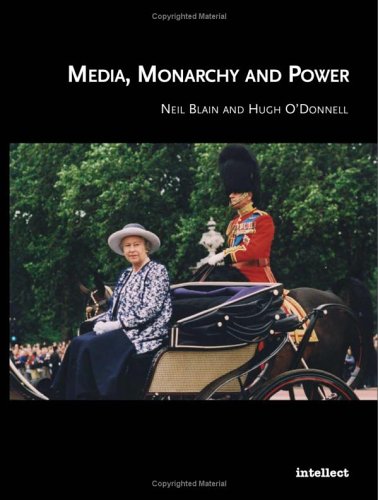 Copyrighted Material
MEDIA, MONARCHY AND POWER
NEIL BLAIN AND HUGH O'DONNELL
intellect
Copyrighted Material